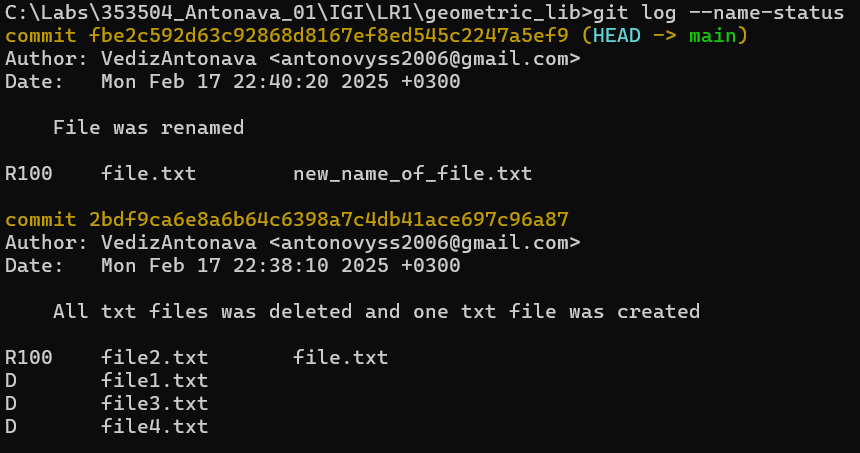 C:\Labs\353504_Antonava_01\IGI\LR1\geometric_lib>git log --name-status
commit fbe2c592d63c92868d8167ef8ed545c2247a5ef9 (HEAD -> main)
Author: VedizAntonava <antonovyss2006@gmail.com>
Date:   Mon Feb 17 22:40:20 2025 +0300
    File was renamed
R100    file.txt        new_name_of_file.txt
commit 2bdf9ca6e8a6b64c6398a7c4db41ace697c96a87
Author: VedizAntonava <antonovyss2006@gmail.com>
Date:   Mon Feb 17 22:38:10 2025 +0300
    All txt files was deleted and one txt file was created
R100    file2.txt       file.txt
D       file1.txt
D       file3.txt
D       file4.txt